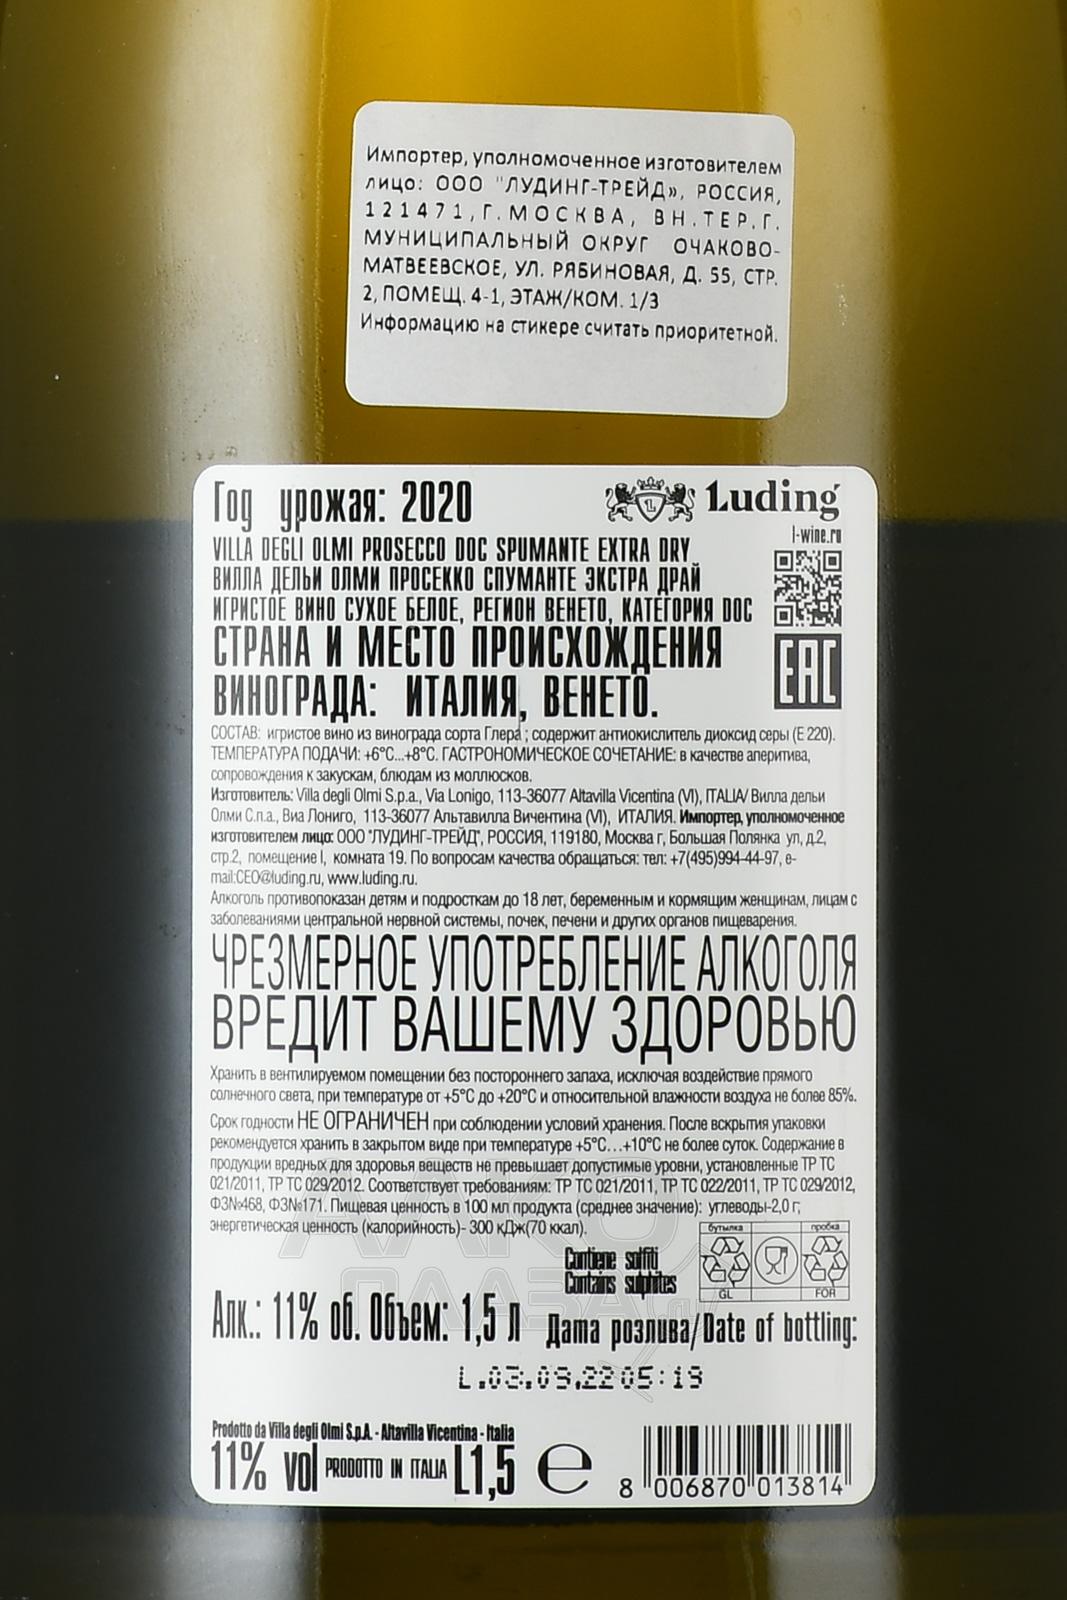 Импортер, уполномоченное изготовителем
лицо: ООО "ЛУДИНГ-ТРЕЙД», РОССИЯ,
121471, Г.МОСКВА, ВН.ТЕР.Г.
МУНИЦИПАЛЬНЫЙ ОКРУГ ОЧАКОВО-
МАТВЕЕВСКОЕ, УЛ. РЯБИНОВАЯ, Д. 55, СТР.
2, ПОМЕЩ. 4-1, ЭТАЖ/КОМ. 1/3
Информацию на стикере считать приоритетной.
Год урожая: 2020
Luding
l-wine.ru
VILLA DEGLI OLMI PROSECCO DOC SPUMANTE EXTRA DRY
ВИЛЛА ДЕЛЬИ ОЛМИ ПРОСЕККО СПУМАНТЕ ЭКСТРА ДРАЙ
ИГРИСТОЕ ВИНО СУХОЕ БЕЛОЕ, РЕГИОН ВЕНЕТО, КАТЕГОРИЯ DOC
СТРАНА И МЕСТО ПРОИСХОЖДЕНИЯ
ВИНОГРАДА: ИТАЛИЯ, ВЕНЕТО.
EAC
СОСТАВ: игристое вино из винограда сорта Глера ; содержит антиокислитель диоксид серы (Е 220).
ТЕМПЕРАТУРА ПОДАЧИ: +6°С...+8°С. ГАСТРОНОМИЧЕСКОЕ СОЧЕТАНИЕ: в качестве аперитива,
сопровождения к закускам, блюдам из моллюсков.
Изготовитель: Villa degli Olmi S.p.a., Via Lonigo, 113-36077 Altavilla Vicentina (VI), ITALIA/ Вилла дельи
Олми С.п.а., Виа Лониго, 113-36077 Альтавилла Вичентина (VI), ИТАЛИЯ. Импортер, уполномоченное
изготовителем лицо: ООО "ЛУДИНГ-ТРЕЙД", РОССИЯ, 119180, Москва г, Большая Полянка ул, д.2,
стр.2, помещение I, комната 19. По вопросам качества обращаться: тел: +7(495)994-44-97, e-
mail:CEO@luding.ru, www.luding.ru.
Алкоголь противопоказан детям и подросткам до 18 лет, беременным и кормящим женщинам, лицам с
заболеваниями центральной нервной системы, почек, печени и других органов пищеварения.
ЧРЕЗМЕРНОЕ УПОТРЕБЛЕНИЕ АЛКОГОЛЯ
ВРЕДИТ ВАШЕМУ ЗДОРОВЬЮ
Хранить в вентилируемом помещении без постороннего запаха, исключая воздействие прямого
солнечного света, при температуре от +5°С до +20°С и относительной влажности воздуха не более 85%.
Срок годности НЕ ОГРАНИЧЕН при соблюдении условий хранения. После вскрытия упаковки
рекомендуется хранить в закрытом виде при температуре +5°С...+10°С не более суток. Содержание в
продукции вредных для здоровья веществ не превышает допустимые уровни, установленные ТР ТС
021/2011, ТР ТС 029/2012. Соответствует требованиям: ТР ТС 021/2011, ТР ТС 022/2011, ТР ТС 029/2012,
ФЗ№468, ФЗ№171. Пищевая ценность в 100 мл продукта (среднее значение): углеводы-2,0 г;
энергетическая ценность (калорийность)- 300 кДж(70 ккал).
бутылка пробка
GL FOR
Contiene solfiti
Contains sulphites
АЛКО
ПЛАЗА.ru
Алк.: 11% об. Объем: 1,5 л Дата розлива/Date of bottling:
L.03.09.22 05:19
Prodotto da Villa degli Olmi S.p.A. - Altavilla Vicentina - Italia
11% vol PRODOTTO IN ITALIA L1,5 e
8 006870 013814